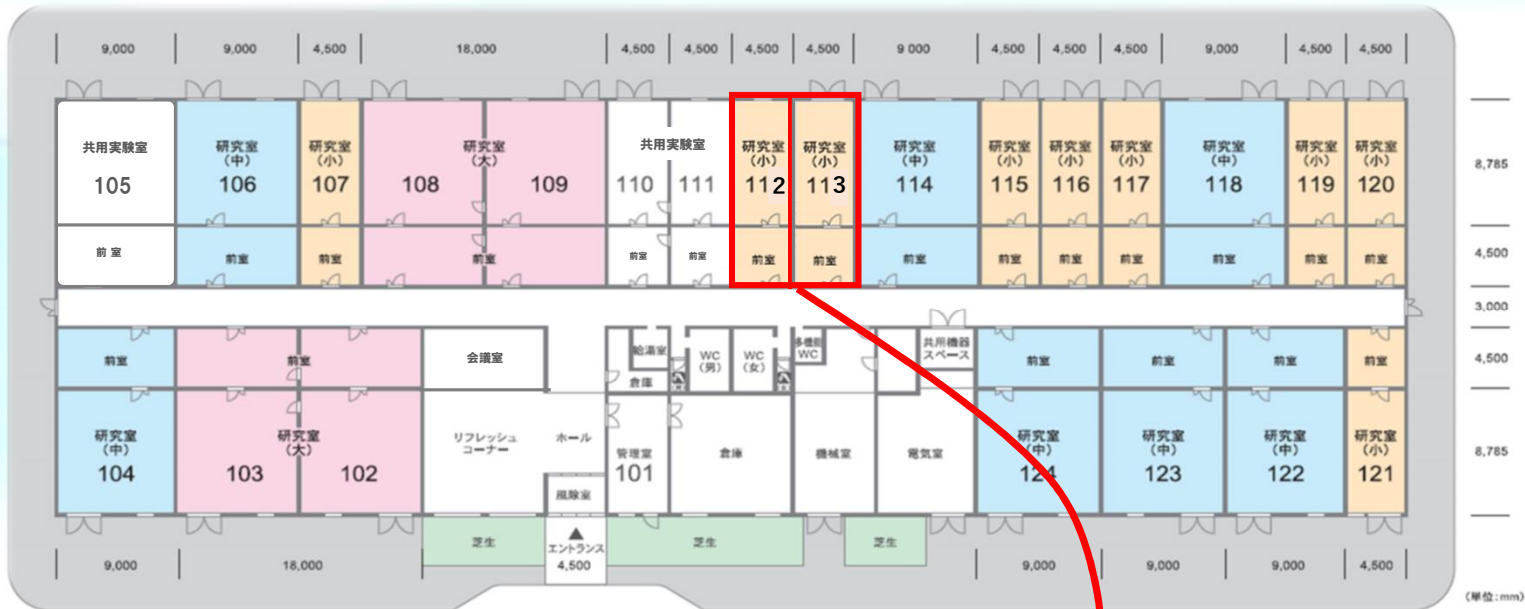 9,000 9,000 4,500 18,000 4,500 4,500 4,500 4,500 9 000 4,500 4,500 4,500 9,000 4,500 4,500
共用実験室
105
研究室
(中)
106
研究室
(小)
107
研究室
(大)
108 109
共用実験室
110 111
研究室
(小)
112
研究室
(小)
113
研究室
(中)
114
研究室
(小)
115
研究室
(小)
116
研究室
(小)
117
研究室
(中)
118
研究室
(小)
119
研究室
(小)
120
8,785
前室 前室 前室 前室 前室 前室 前室 前室 前室 前室 前室 前室 前室 前室 前室
4,500
3,000
前室 前室
会議室
給湯室
倉庫
WC
(男)
WC
(女)
多機能
WC
共用機器
スペース
前室 前室 前室 前室
4,500
研究室
(中)
104
研究室
(大)
103 102
リフレッシュ
コーナー
ホール
風除室
管理室
101
倉庫
機械室
電気室
研究室
(中)
124
研究室
(中)
123
研究室
(中)
122
研究室
(小)
121
8,785
芝生
エントランス
4,500
芝生
芝生
9,000 18,000 9,000 9,000 9,000 4,500
(単位:mm)